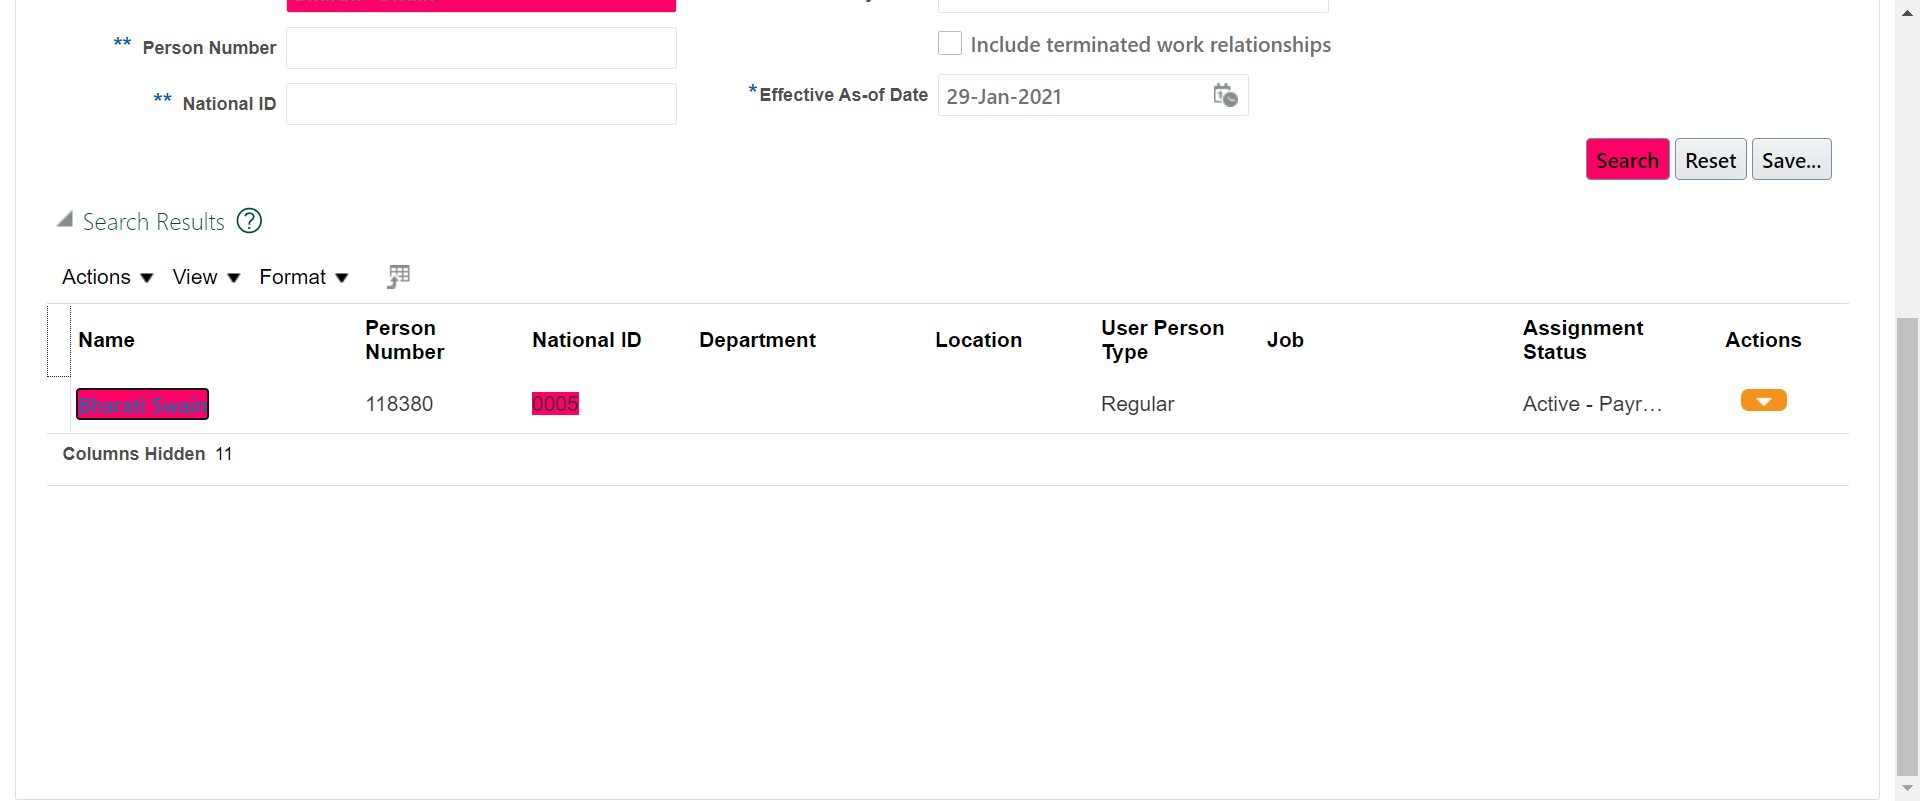 ** Person Number
Include terminated work relationships
** National ID
*Effective As-of Date 29-Jan-2021
Search Reset Save...
Search Results ?
Actions View Format
Name Person Number National ID Department Location User Person Type Job Assignment Status Actions
Bharati Swain 118380 0005 Regular Active - Payr...
Columns Hidden 11